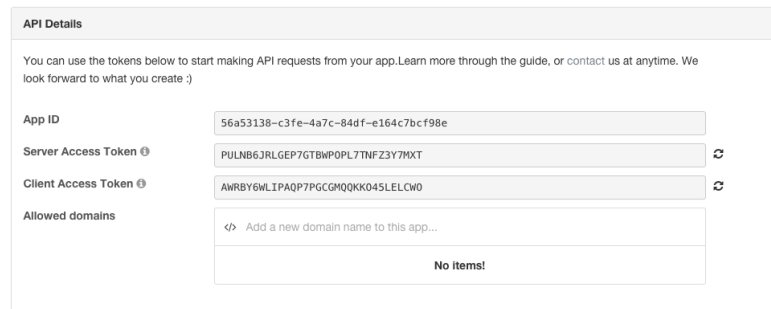 API Details
You can use the tokens below to start making API requests from your app.Learn more through the guide, or contact us at anytime. We
look forward to what you create :)
App ID
56a53138-c3fe-4a7c-84df-e164c7bcf98e
Server Access Token
PULNB6JRLGEP7GTBWPOPL7TNFZ3Y7MXT
Client Access Token
AWRBY6WLIPAQP7PGCGMQQKKO45LELCWO
Allowed domains
</> Add a new domain name to this app...
No items!